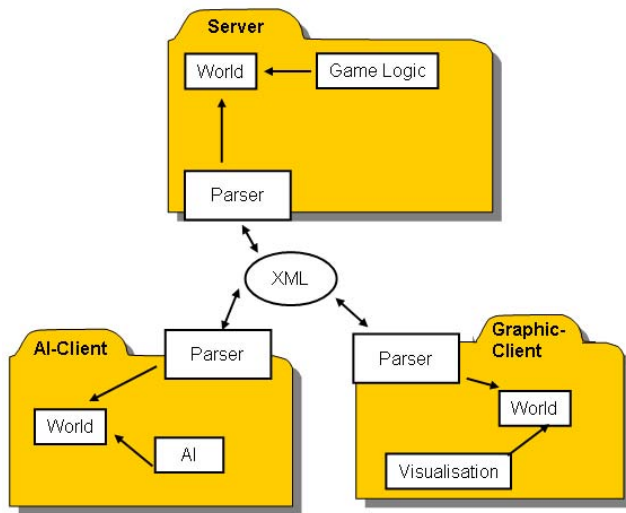 Server
World
Game Logic
Parser
XML
AI-Client
Parser
World
AI
Graphic-
Client
Parser
World
Visualisation